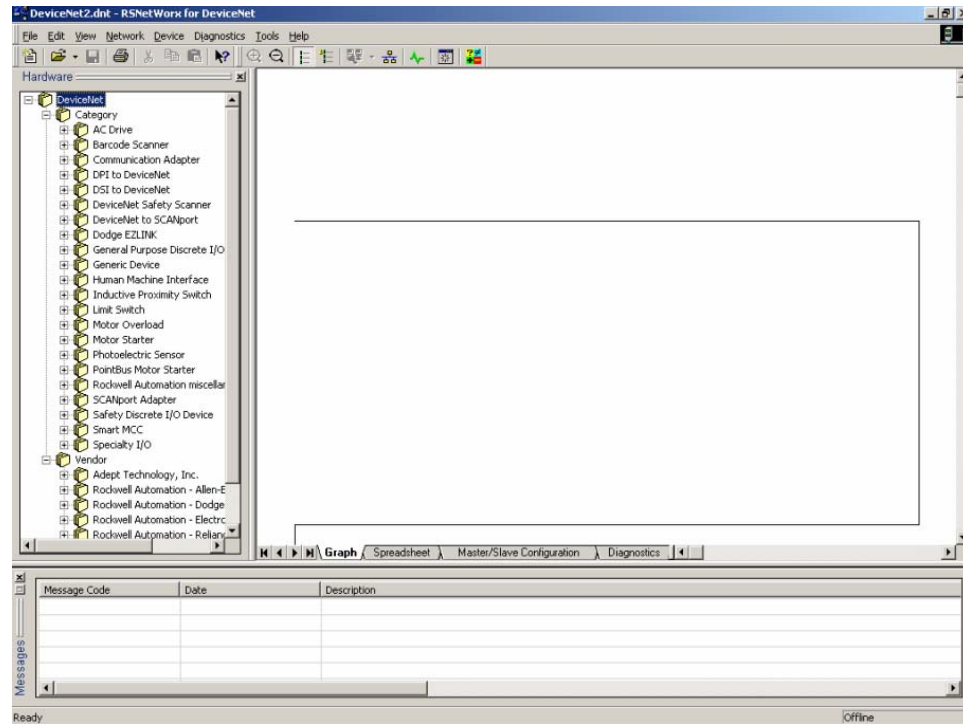 DeviceNet2.dnt - RSNetWorx for DeviceNet
File Edit View Network Device Diagnostics Tools Help
Hardware
DeviceNet
Category
AC Drive
Barcode Scanner
Communication Adapter
DPI to DeviceNet
DSI to DeviceNet
DeviceNet Safety Scanner
DeviceNet to SCANport
Dodge EZLINK
General Purpose Discrete I/O
Generic Device
Human Machine Interface
Inductive Proximity Switch
Limit Switch
Motor Overload
Motor Starter
Photoelectric Sensor
PointBus Motor Starter
Rockwell Automation miscellar
SCANport Adapter
Safety Discrete I/O Device
Smart MCC
Specialty I/O
Vendor
Adept Technology, Inc.
Rockwell Automation - Allen-B
Rockwell Automation - Dodge
Rockwell Automation - Electro
Rockwell Automation - Relianc
Graph Spreadsheet Master/Slave Configuration Diagnostics
Messages
Message Code Date Description
Ready Offline